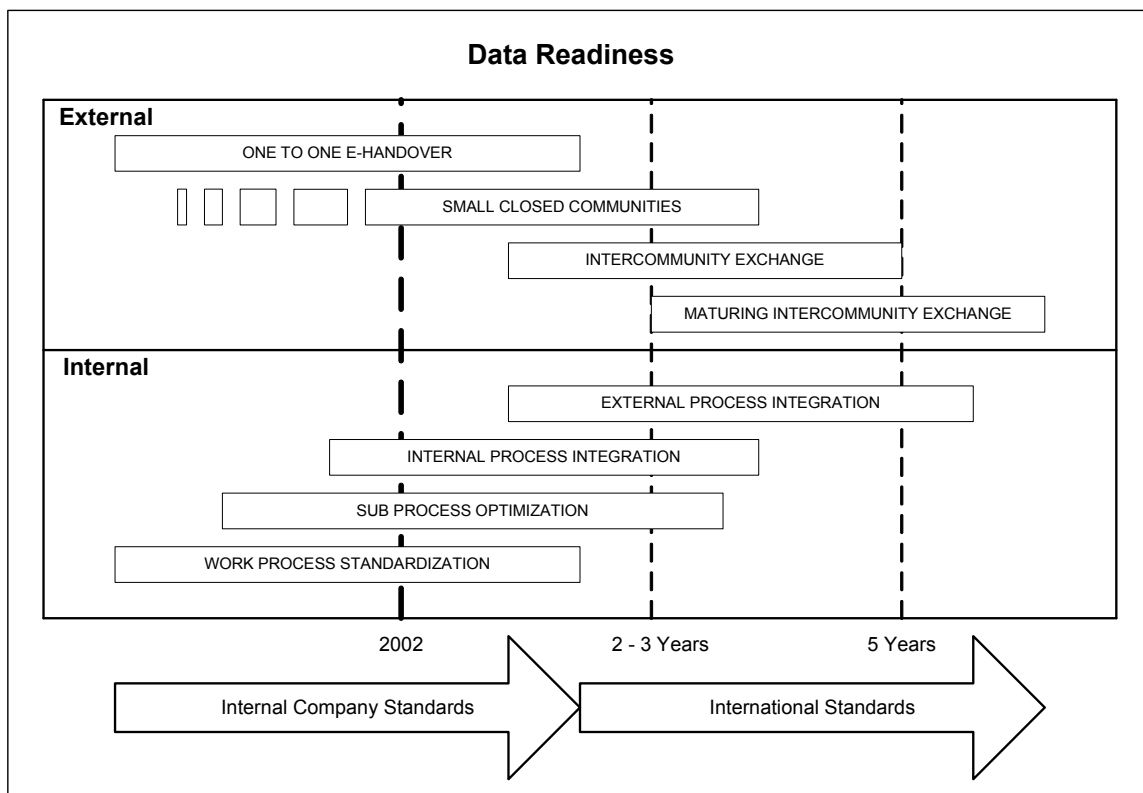 Data Readiness
External
ONE TO ONE E-HANDOVER
SMALL CLOSED COMMUNITIES
INTERCOMMUNITY EXCHANGE
MATURING INTERCOMMUNITY EXCHANGE
Internal
EXTERNAL PROCESS INTEGRATION
INTERNAL PROCESS INTEGRATION
SUB PROCESS OPTIMIZATION
WORK PROCESS STANDARDIZATION
2002
2 - 3 Years
5 Years
Internal Company Standards
International Standards